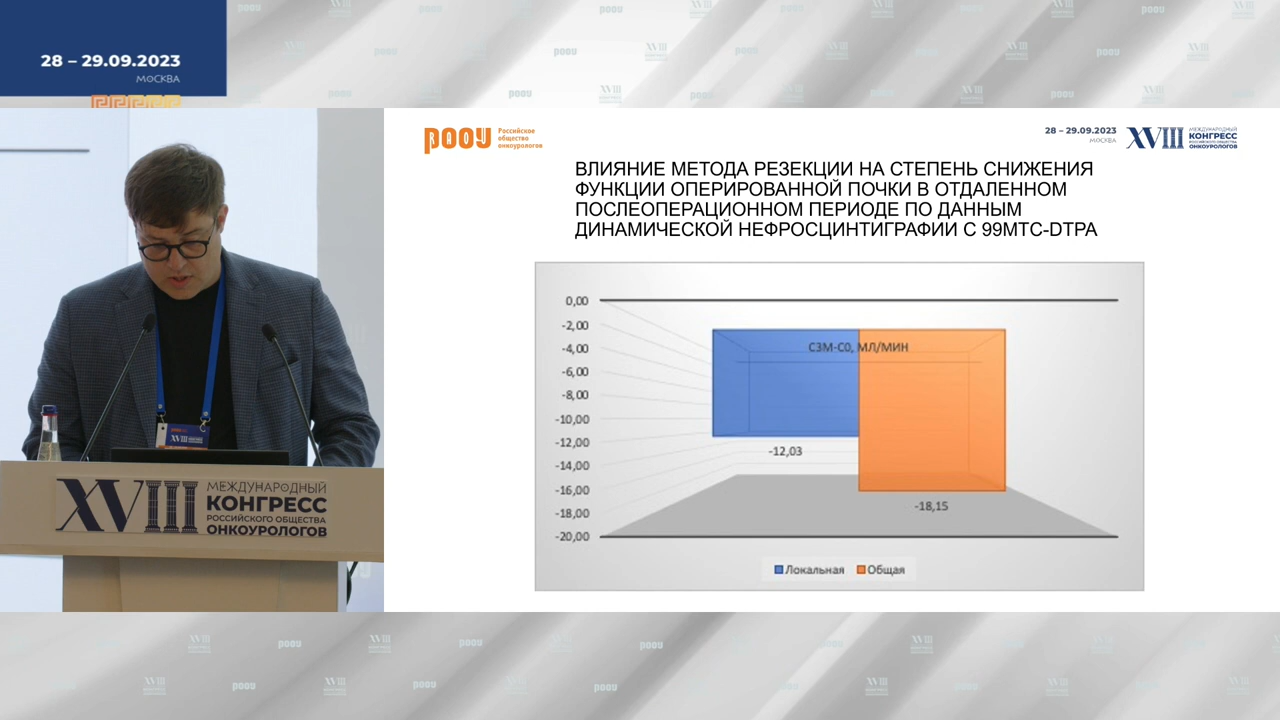 28 – 29.09.2023
МОСКВА
РООУ
Российское
общество
онкоурологов
28 – 29.09.2023
МОСКВА
XVIII
МЕЖДУНАРОДНЫЙ
КОНГРЕСС
РОССИЙСКОГО ОБЩЕСТВА
ОНКОУРОЛОГОВ
ВЛИЯНИЕ МЕТОДА РЕЗЕКЦИИ НА СТЕПЕНЬ СНИЖЕНИЯ
ФУНКЦИИ ОПЕРИРОВАННОЙ ПОЧКИ В ОТДАЛЕННОМ
ПОСЛЕОПЕРАЦИОННОМ ПЕРИОДЕ ПО ДАННЫМ
ДИНАМИЧЕСКОЙ НЕФРОСЦИНТИГРАФИИ С 99МТС-DTPA
0,00
-2,00
-4,00
-6,00
-8,00
-10,00
-12,00
-14,00
-16,00
-18,00
-20,00
С3М-С0, МЛ/МИН
-12,03
-18,15
Локальная Общая
XVIII
МЕЖДУНАРОДНЫЙ
КОНГРЕСС
РОССИЙСКОГО ОБЩЕСТВА
ОНКОУРОЛОГОВ